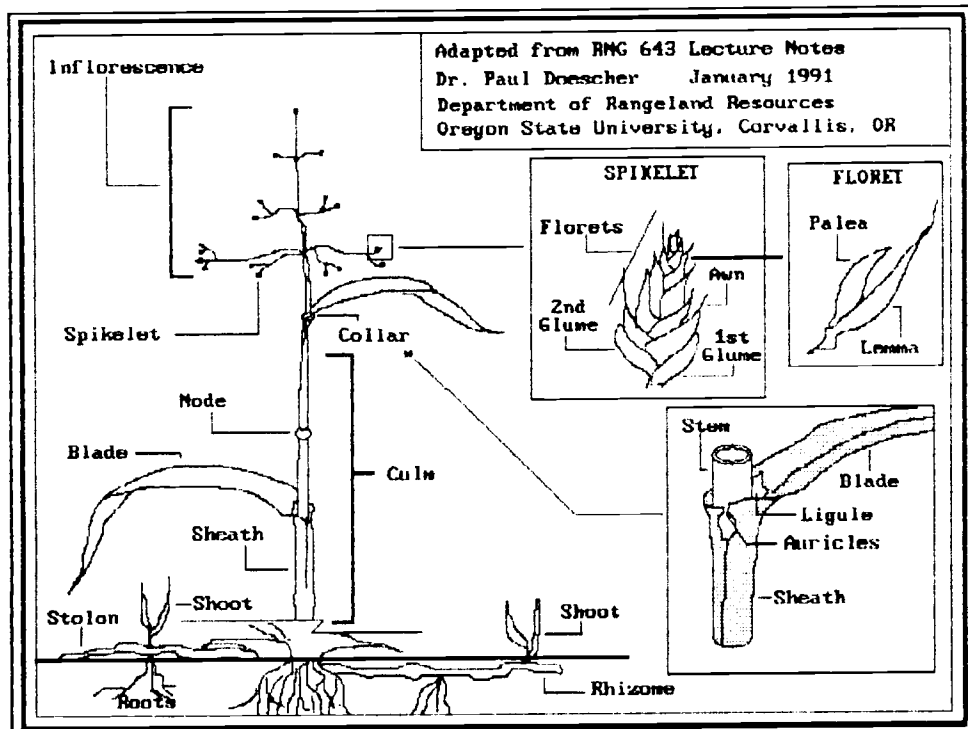 Adapted from RNG 643 Lecture Notes
Dr. Paul Doescher January 1991
Department of Rangeland Resources
Oregon State University, Corvallis, OR
Inflorescence
Spikelet
Collar
Node
Blade
Culm
Sheath
Stolon
Shoot
Roots
Shoot
Rhizome
SPIKELET
Florets
Awn
2nd
Glume
1st
Glume
FLORET
Palea
Lemma
Stem
Blade
Ligule
Auricles
Sheath